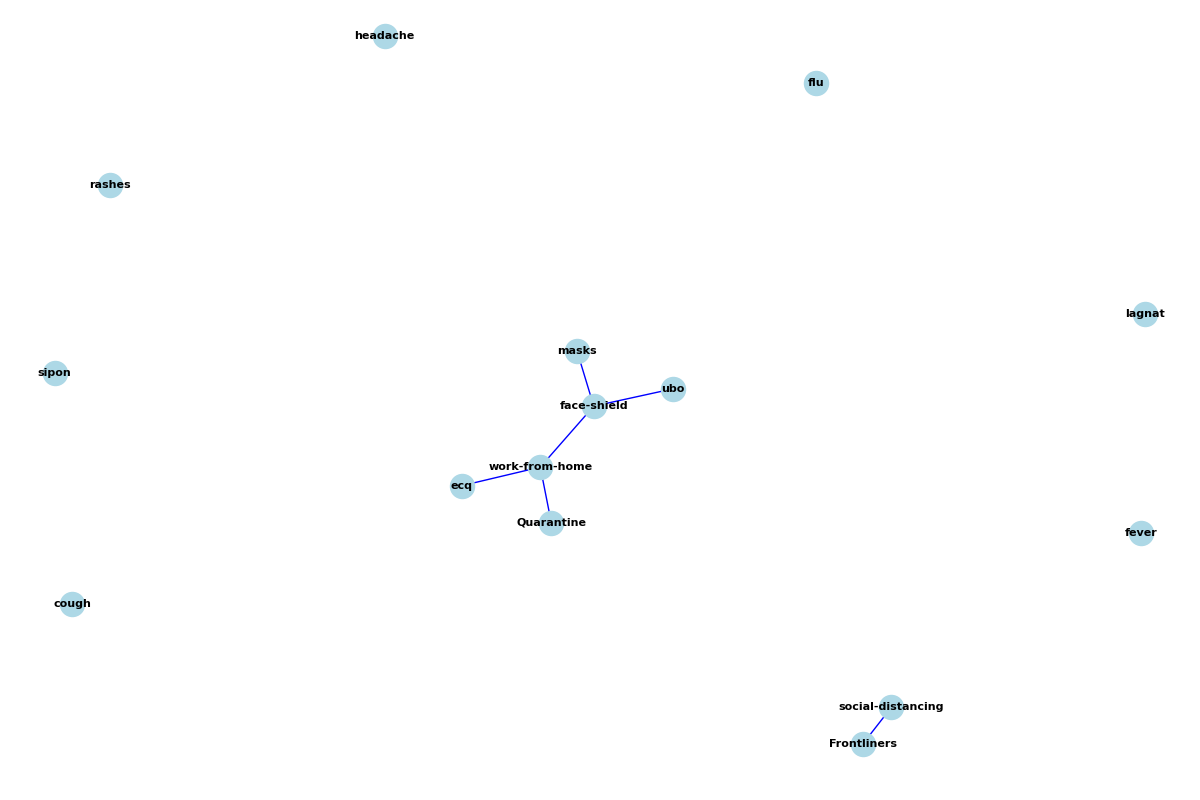 headache
flu
rashes
lagnat
masks
sipon
ubo
face-shield
work-from-home
ecq
Quarantine
fever
cough
social-distancing
Frontliners